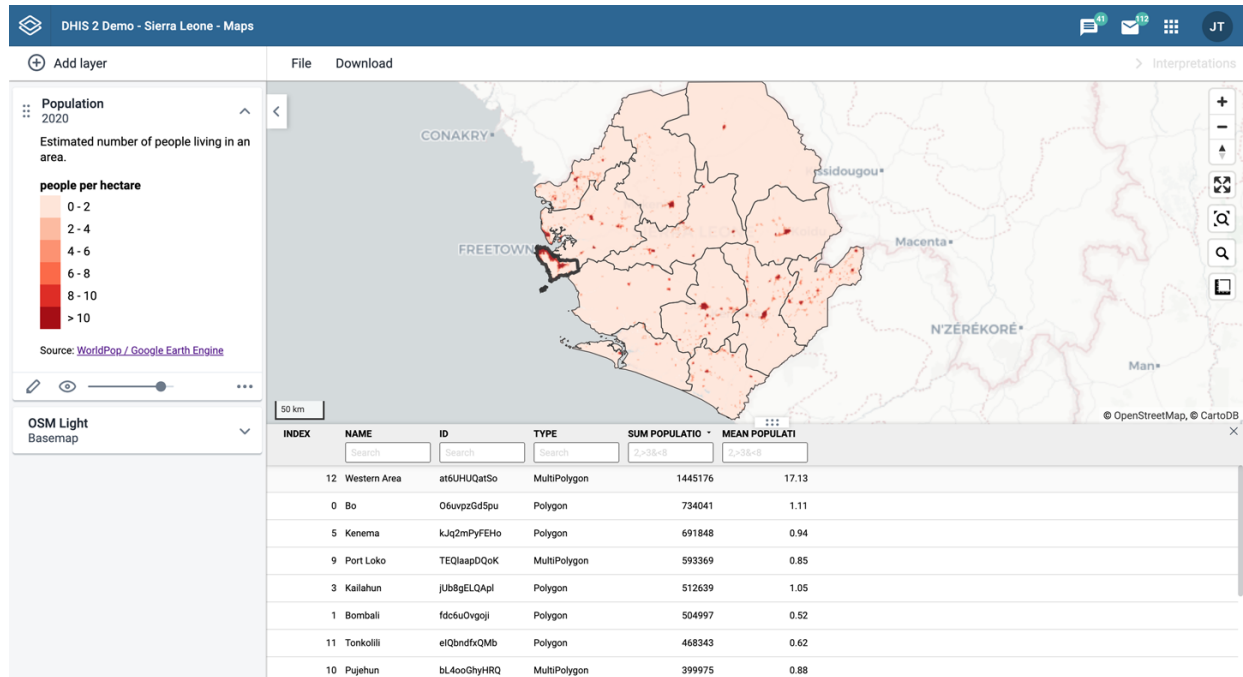 DHIS 2 Demo - Sierra Leone - Maps
41
112
JT
Add layer
File Download
Interpretations
Population
2020
Estimated number of people living in an
area.
people per hectare
0 - 2
2 - 4
4 - 6
6 - 8
8 - 10
> 10
Source: WorldPop / Google Earth Engine
OSM Light
Basemap
CONAKRY
ssidougou
FREETOWN
Macenta
N'ZÉRÉKORÉ
Man
50 km
© OpenStreetMap, © CartoDB
INDEX NAME ID TYPE SUM POPULATIO MEAN POPULATI
Search Search Search 2,>3&<8 2,>3&<8
12 Western Area at6UHUQatSo MultiPolygon 1445176 17.13
0 Bo O6uvpzGd5pu Polygon 734041 1.11
5 Kenema kJq2mPyFEHo Polygon 691848 0.94
9 Port Loko TEQlaapDQoK MultiPolygon 593369 0.85
3 Kailahun jUb8gELQApl Polygon 512639 1.05
1 Bombali fdc6uOvgoji Polygon 504997 0.52
11 Tonkolili eIQbndfxQMb Polygon 468343 0.62
10 Pujehun bL4ooGhyHRQ MultiPolygon 399975 0.88